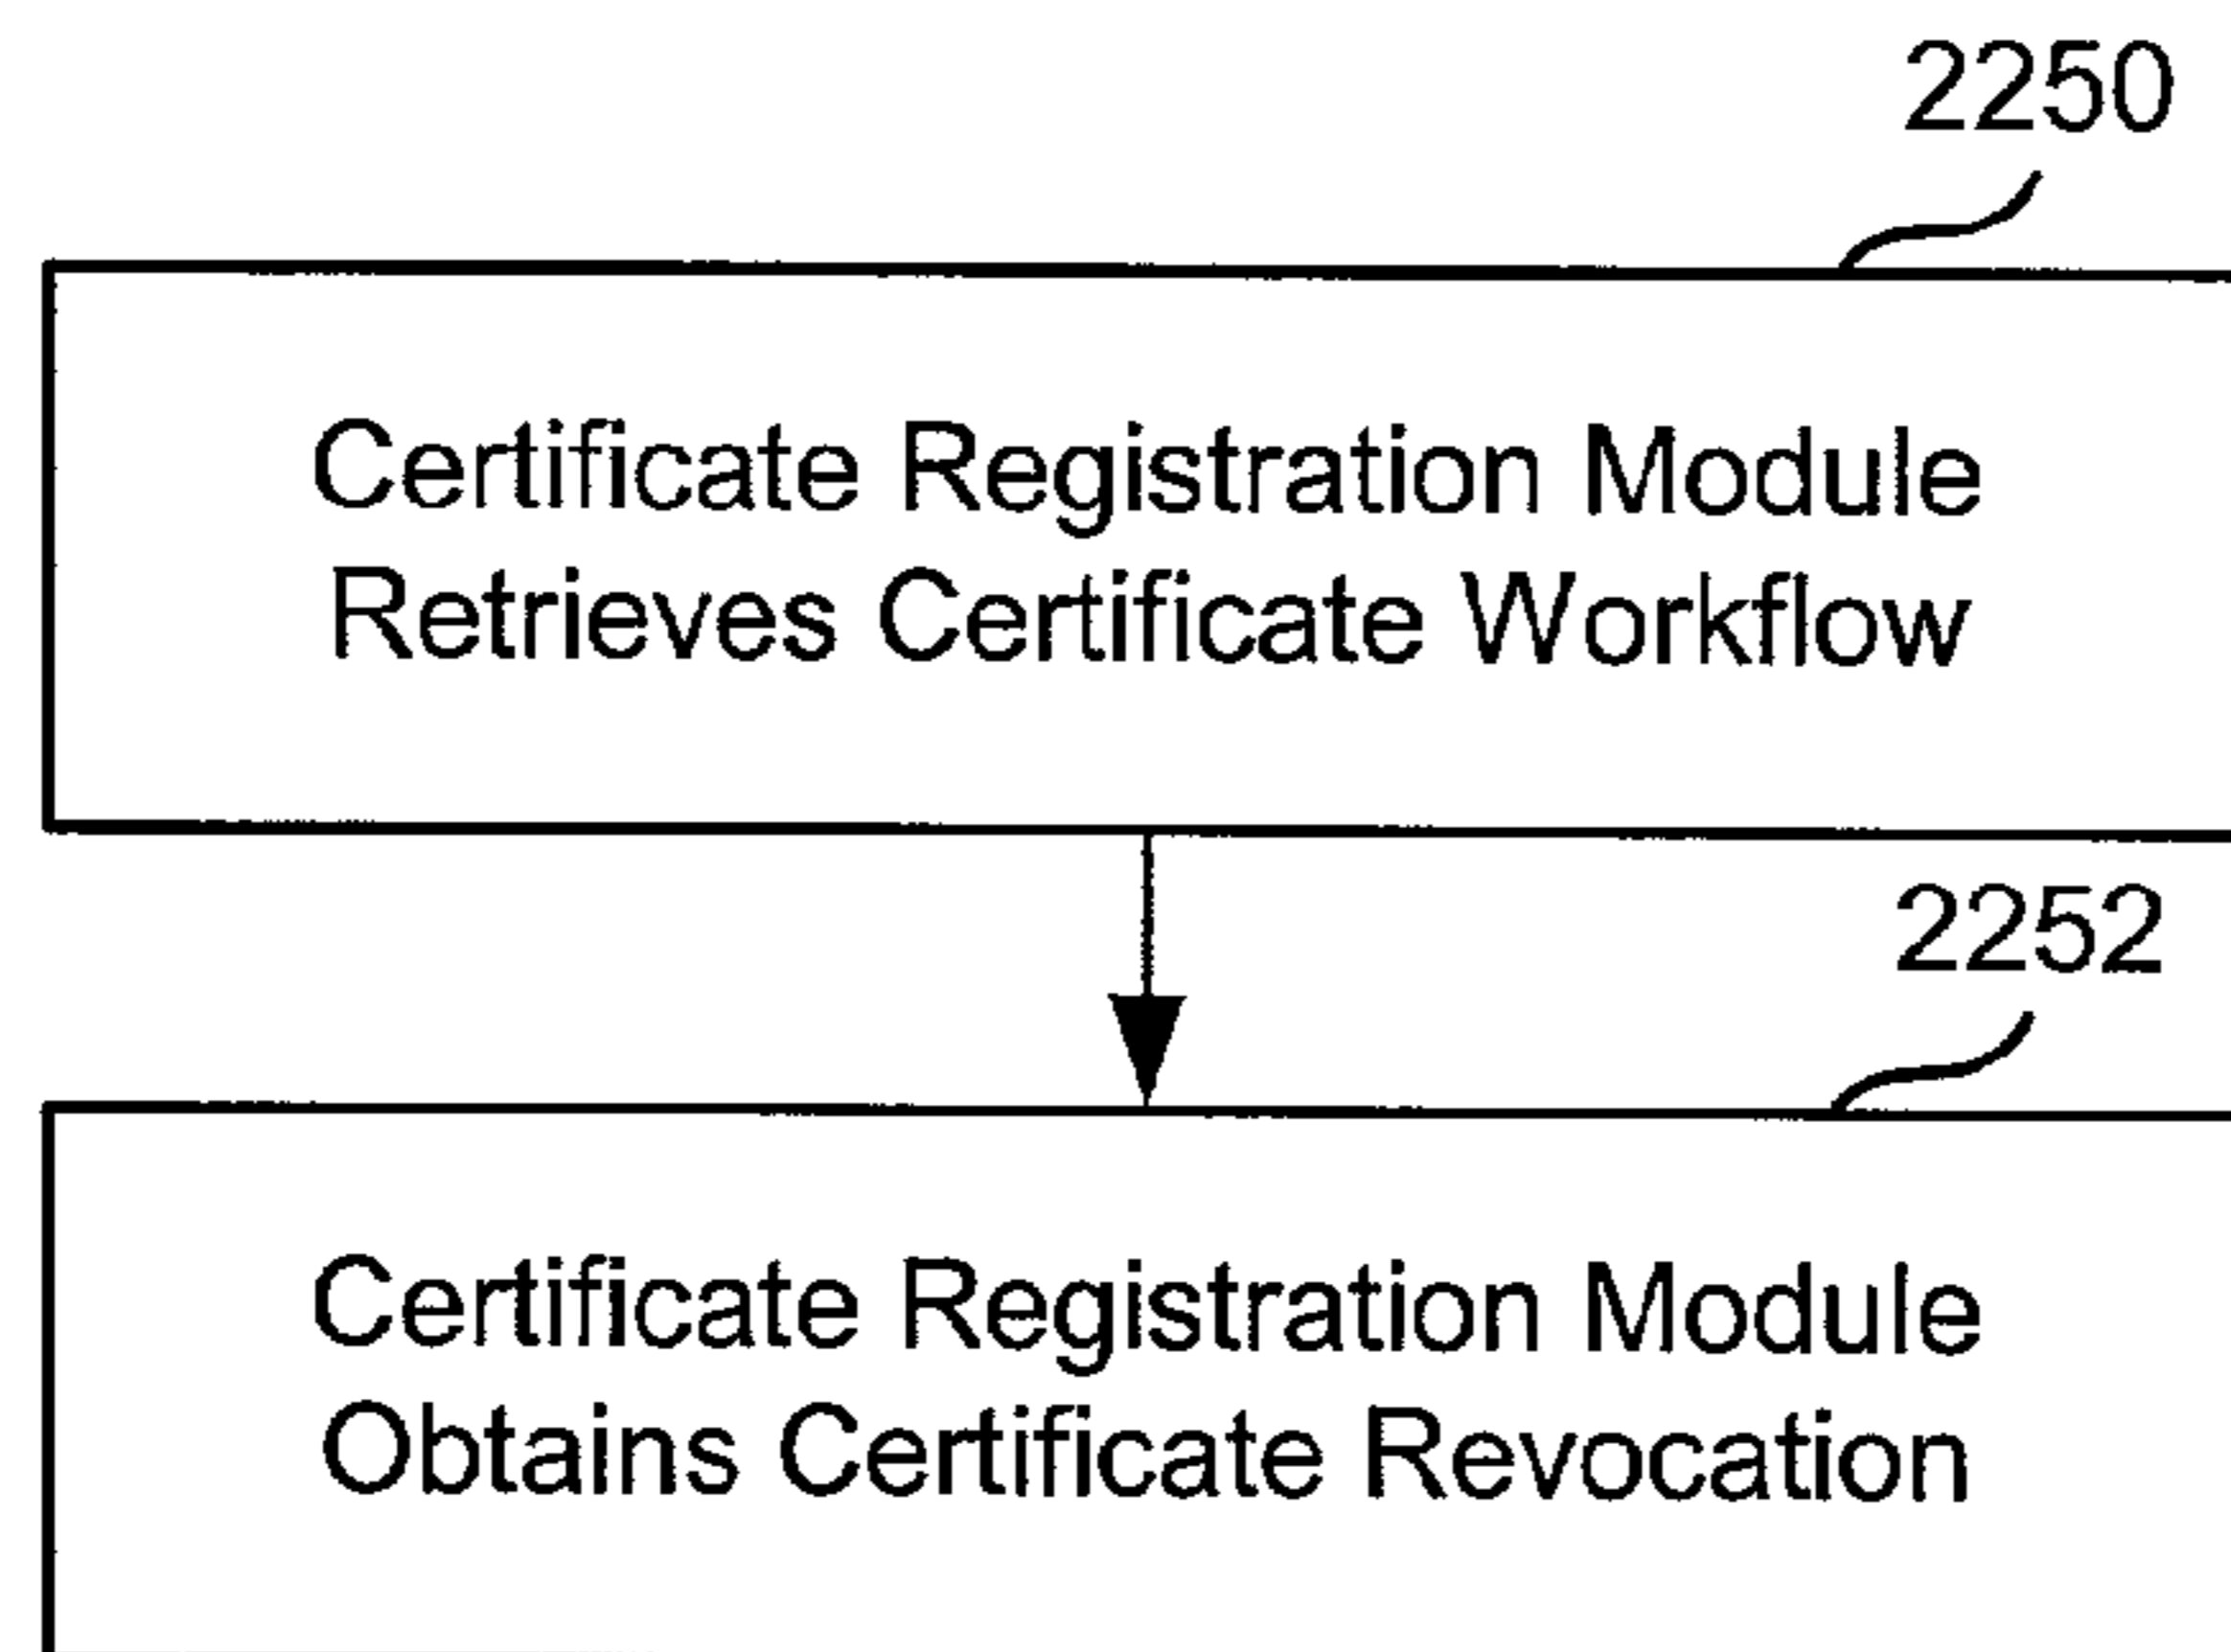 2250
Certificate Registration Module
Retrieves Certificate Workflow
2252
Certificate Registration Module
Obtains Certificate Revocation